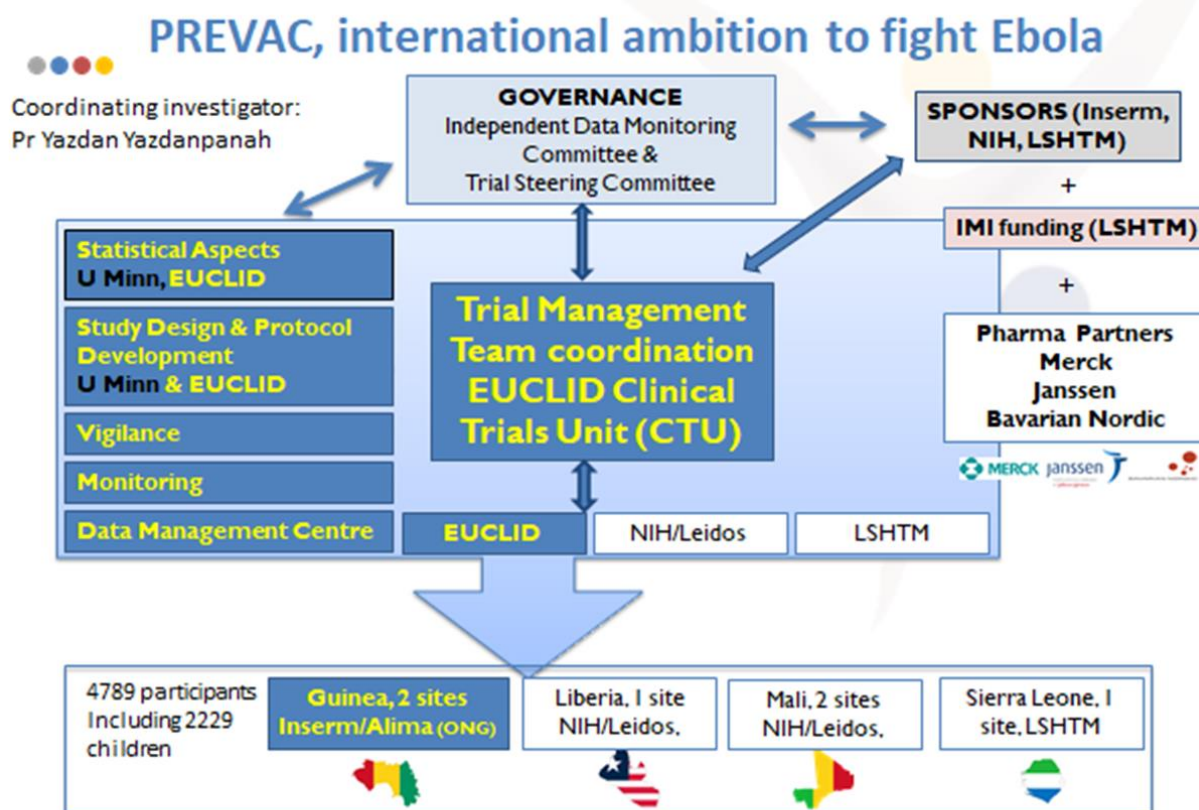 PREVAC, international ambition to fight Ebola
Coordinating investigator:
Pr Yazdan Yazdanpanah
GOVERNANCE
Independent Data Monitoring
Committee &
Trial Steering Committee
SPONSORS (Inserm,
NIH, LSHTM)
+
IMI funding (LSHTM)
+
Pharma Partners
Merck
Janssen
Bavarian Nordic
MERCK
janssen
Statistical Aspects
U Minn, EUCLID
Study Design & Protocol
Development
U Minn & EUCLID
Vigilance
Monitoring
Data Management Centre
Trial Management
Team coordination
EUCLID Clinical
Trials Unit (CTU)
EUCLID
NIH/Leidos
LSHTM
4789 participants
Including 2229
children
Guinea, 2 sites
Inserm/Alima (ONG)
Liberia, 1 site
NIH/Leidos,
Mali, 2 sites
NIH/Leidos,
Sierra Leone, 1
site, LSHTM